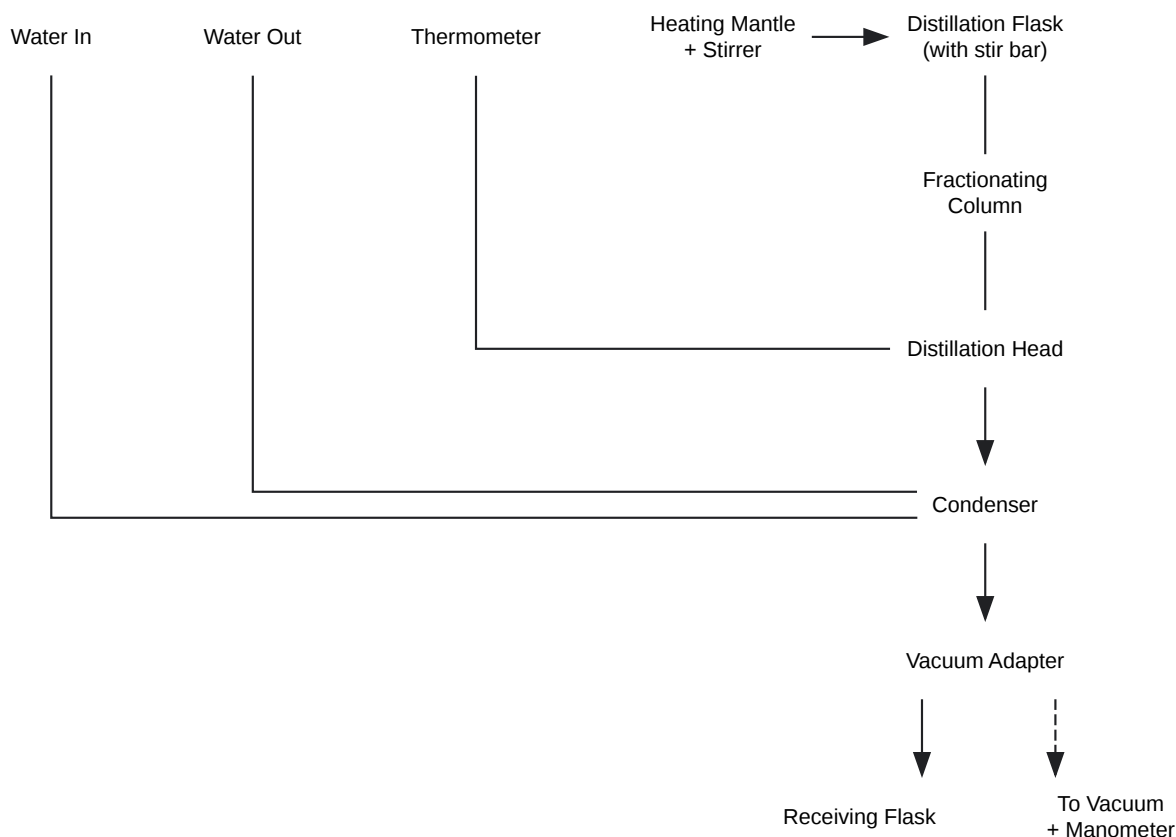 Water In
Water Out
Thermometer
Heating Mantle
+ Stirrer
Distillation Flask
(with stir bar)
Fractionating
Column
Distillation Head
Condenser
Vacuum Adapter
Receiving Flask
To Vacuum
+ Manometer